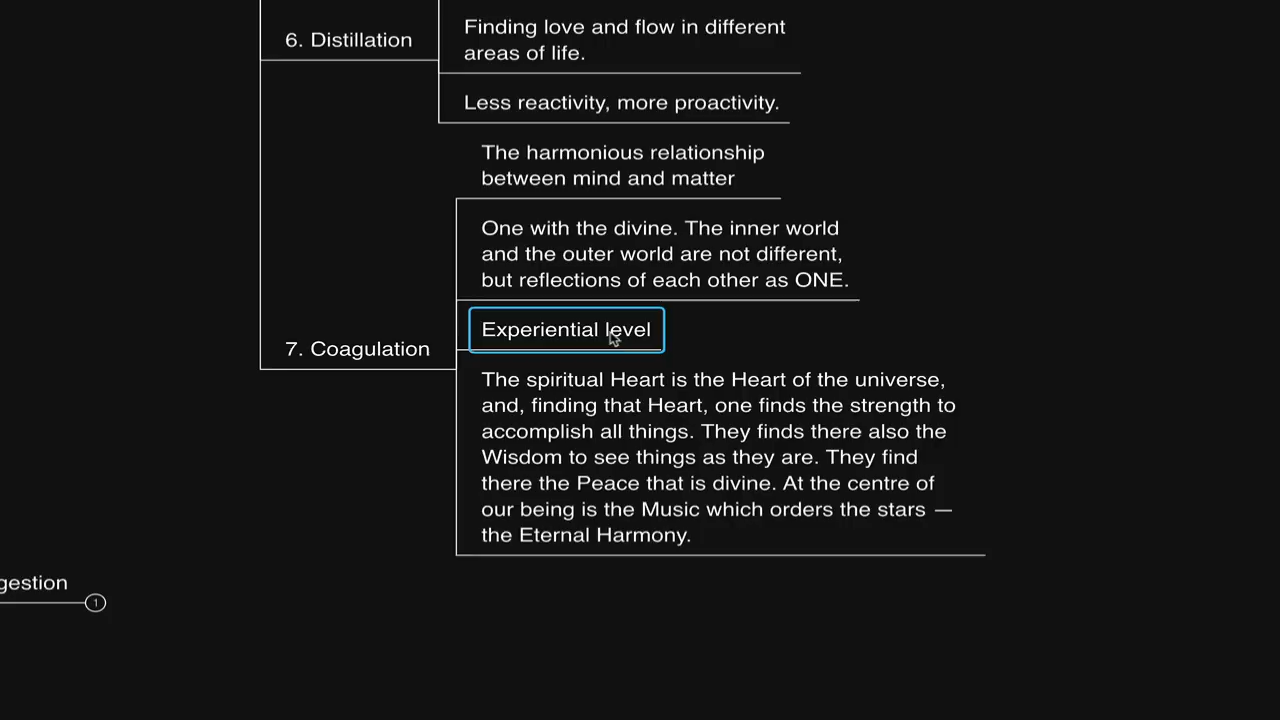 6. Distillation
Finding love and flow in different
areas of life.
Less reactivity, more proactivity.
The harmonious relationship
between mind and matter
One with the divine. The inner world
and the outer world are not different,
but reflections of each other as ONE.
Experiential level
7. Coagulation
The spiritual Heart is the Heart of the universe,
and, finding that Heart, one finds the strength to
accomplish all things. They finds there also the
Wisdom to see things as they are. They find
there the Peace that is divine. At the centre of
our being is the Music which orders the stars —
the Eternal Harmony.
gestion
1